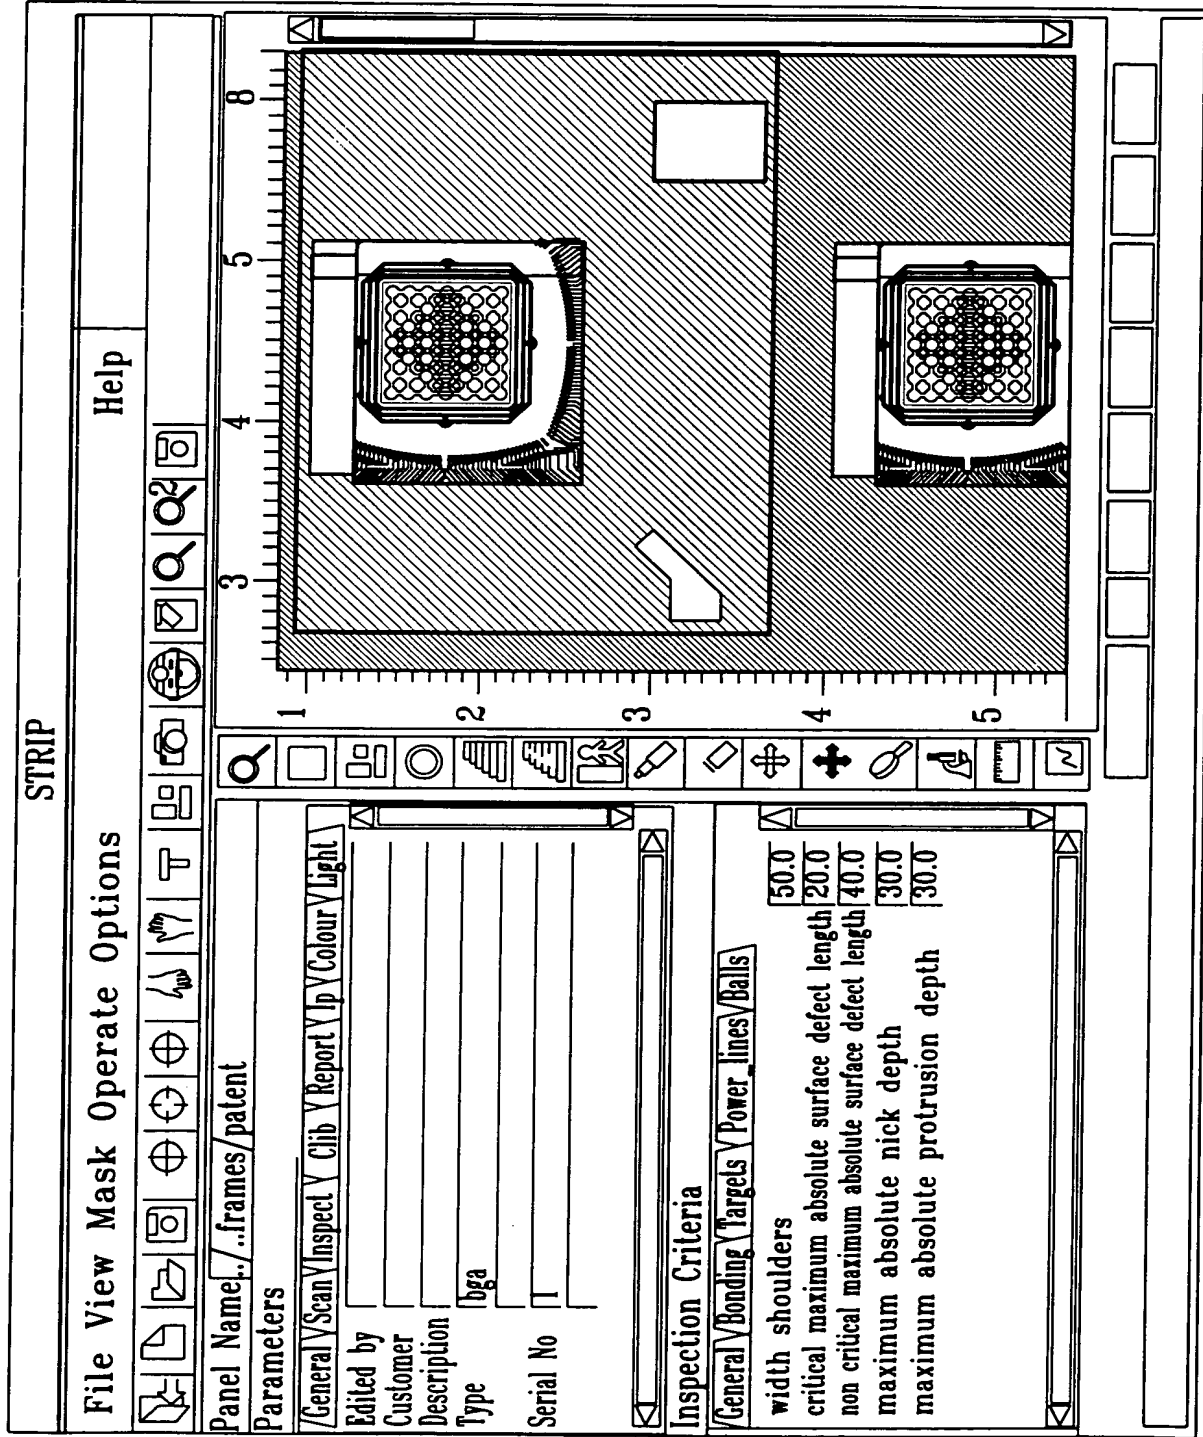 STRIP
File View Mask Operate Options Help
2
Panel Name ../..frames/patent
Parameters
General Scan Inspect Clib Report Ip Colour Light
Edited by
Customer
Description
Type bga
Serial No 1
Inspection Criteria
General Bonding Targets Power_lines Balls
width shoulders 50.0
critical maximum absolute surface defect length 20.0
non critical maximum absolute surface defect length 40.0
maximum absolute nick depth 30.0
maximum absolute protrusion depth 30.0
3 4 5 8
1
2
3
4
5